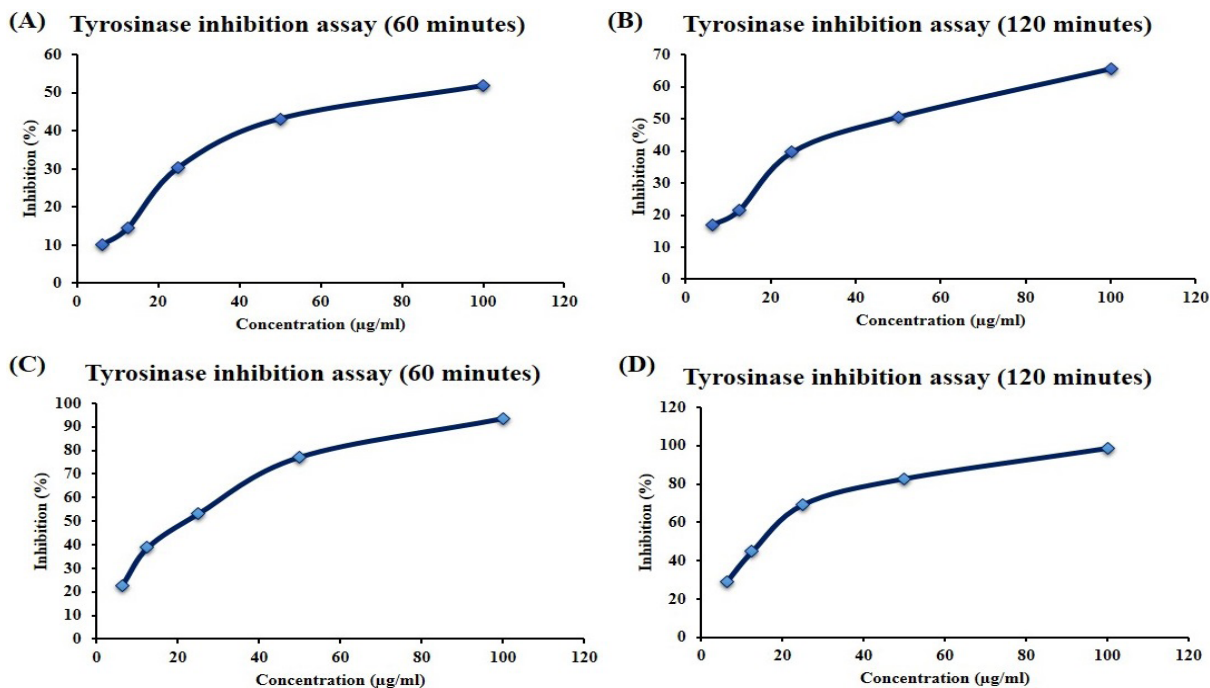 (A) Tyrosinase inhibition assay (60 minutes)
60
50
40
30
20
10
0
Inhibition (%)
0 20 40 60 80 100 120
Concentration (µg/ml)
(B) Tyrosinase inhibition assay (120 minutes)
70
60
50
40
30
20
10
0
Inhibition (%)
0 20 40 60 80 100 120
Concentration (µg/ml)
(C) Tyrosinase inhibition assay (60 minutes)
100
90
80
70
60
50
40
30
20
10
0
Inhibition (%)
0 20 40 60 80 100 120
Concentration (µg/ml)
(D) Tyrosinase inhibition assay (120 minutes)
120
100
80
60
40
20
0
Inhibition (%)
0 20 40 60 80 100 120
Concentration (µg/ml)